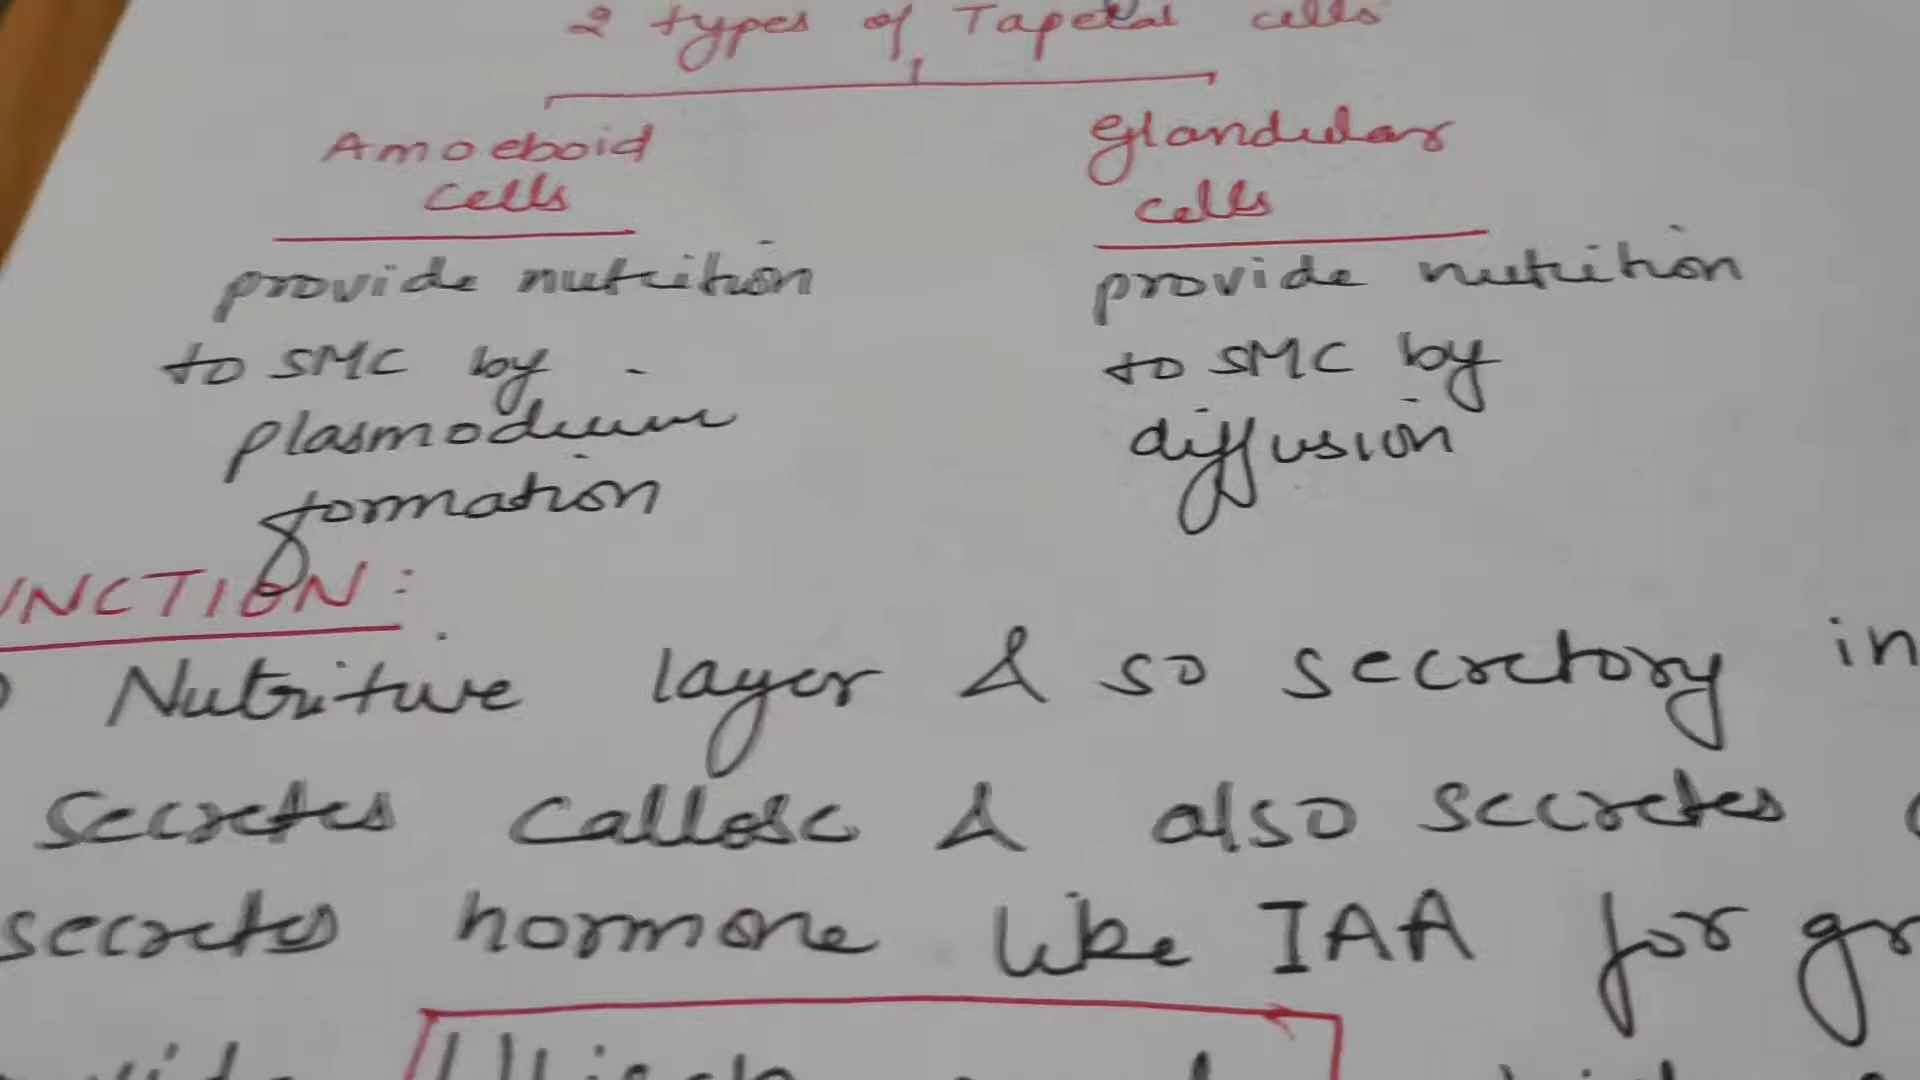 2 types of Tapetal cells
Amoeboid cells
provide nutrition
to SMC by
plasmodium
formation
Glandular
cells
provide nutrition
to SMC by
diffusion
UNCTION:
Nutritive layer & so secretory in
Secretes callose & also secretes
secretes hormone like IAA for gr